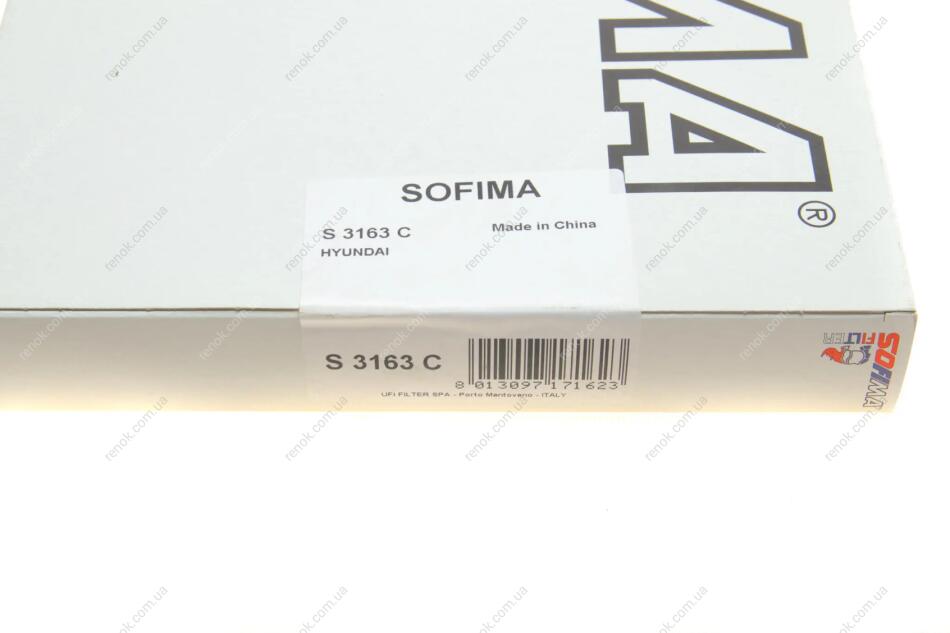 MA
®
SOFIMA
S 3163 C
Made in China
HYUNDAI
S 3163 C
8 013097 171623
UFI FILTER SPA - Porto Mantovano - ITALY
SOFIMA
FILTER
renok.com.ua